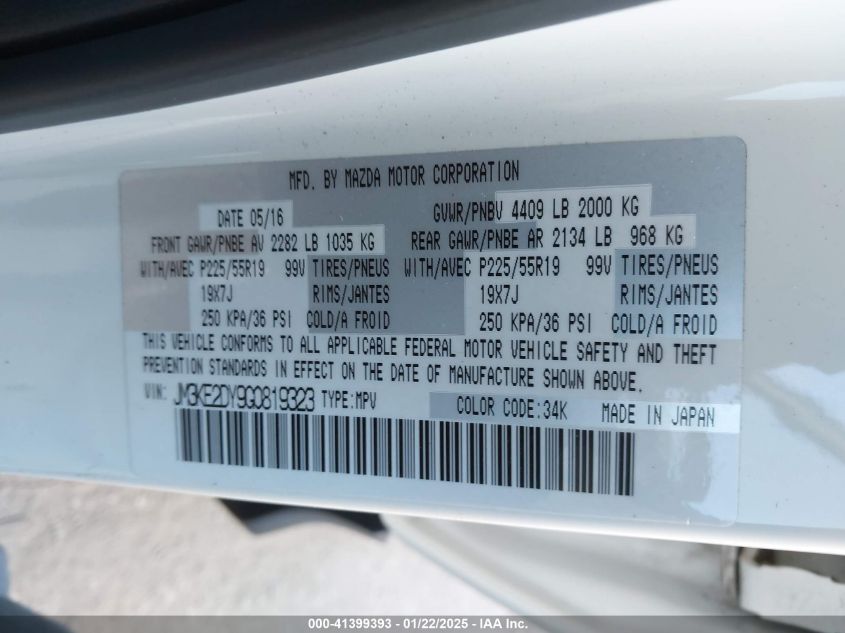 MFD. BY MAZDA MOTOR CORPORATION
DATE 05/16 GVWR/PNBV 4409 LB 2000 KG
FRONT GAWR/PNBE AV 2282 LB 1035 KG REAR GAWR/PNBE AR 2134 LB 968 KG
WITH/AVEC P225/55R19 99V TIRES/PNEUS WITH/AVEC P225/55R19 99V TIRES/PNEUS
19X7J RIMS/JANTES 19X7J RIMS/JANTES
250 KPA/36 PSI COLD/A FROID 250 KPA/36 PSI COLD/A FROID
THIS VEHICLE CONFORMS TO ALL APPLICABLE FEDERAL MOTOR VEHICLE SAFETY AND THEFT
PREVENTION STANDARDS IN EFFECT ON THE DATE OF MANUFACTURE SHOWN ABOVE.
VIN: JM3KE2DY9G0819323 TYPE:MPV COLOR CODE:34K MADE IN JAPAN
000-41399393 - 01/22/2025 - IAA Inc.